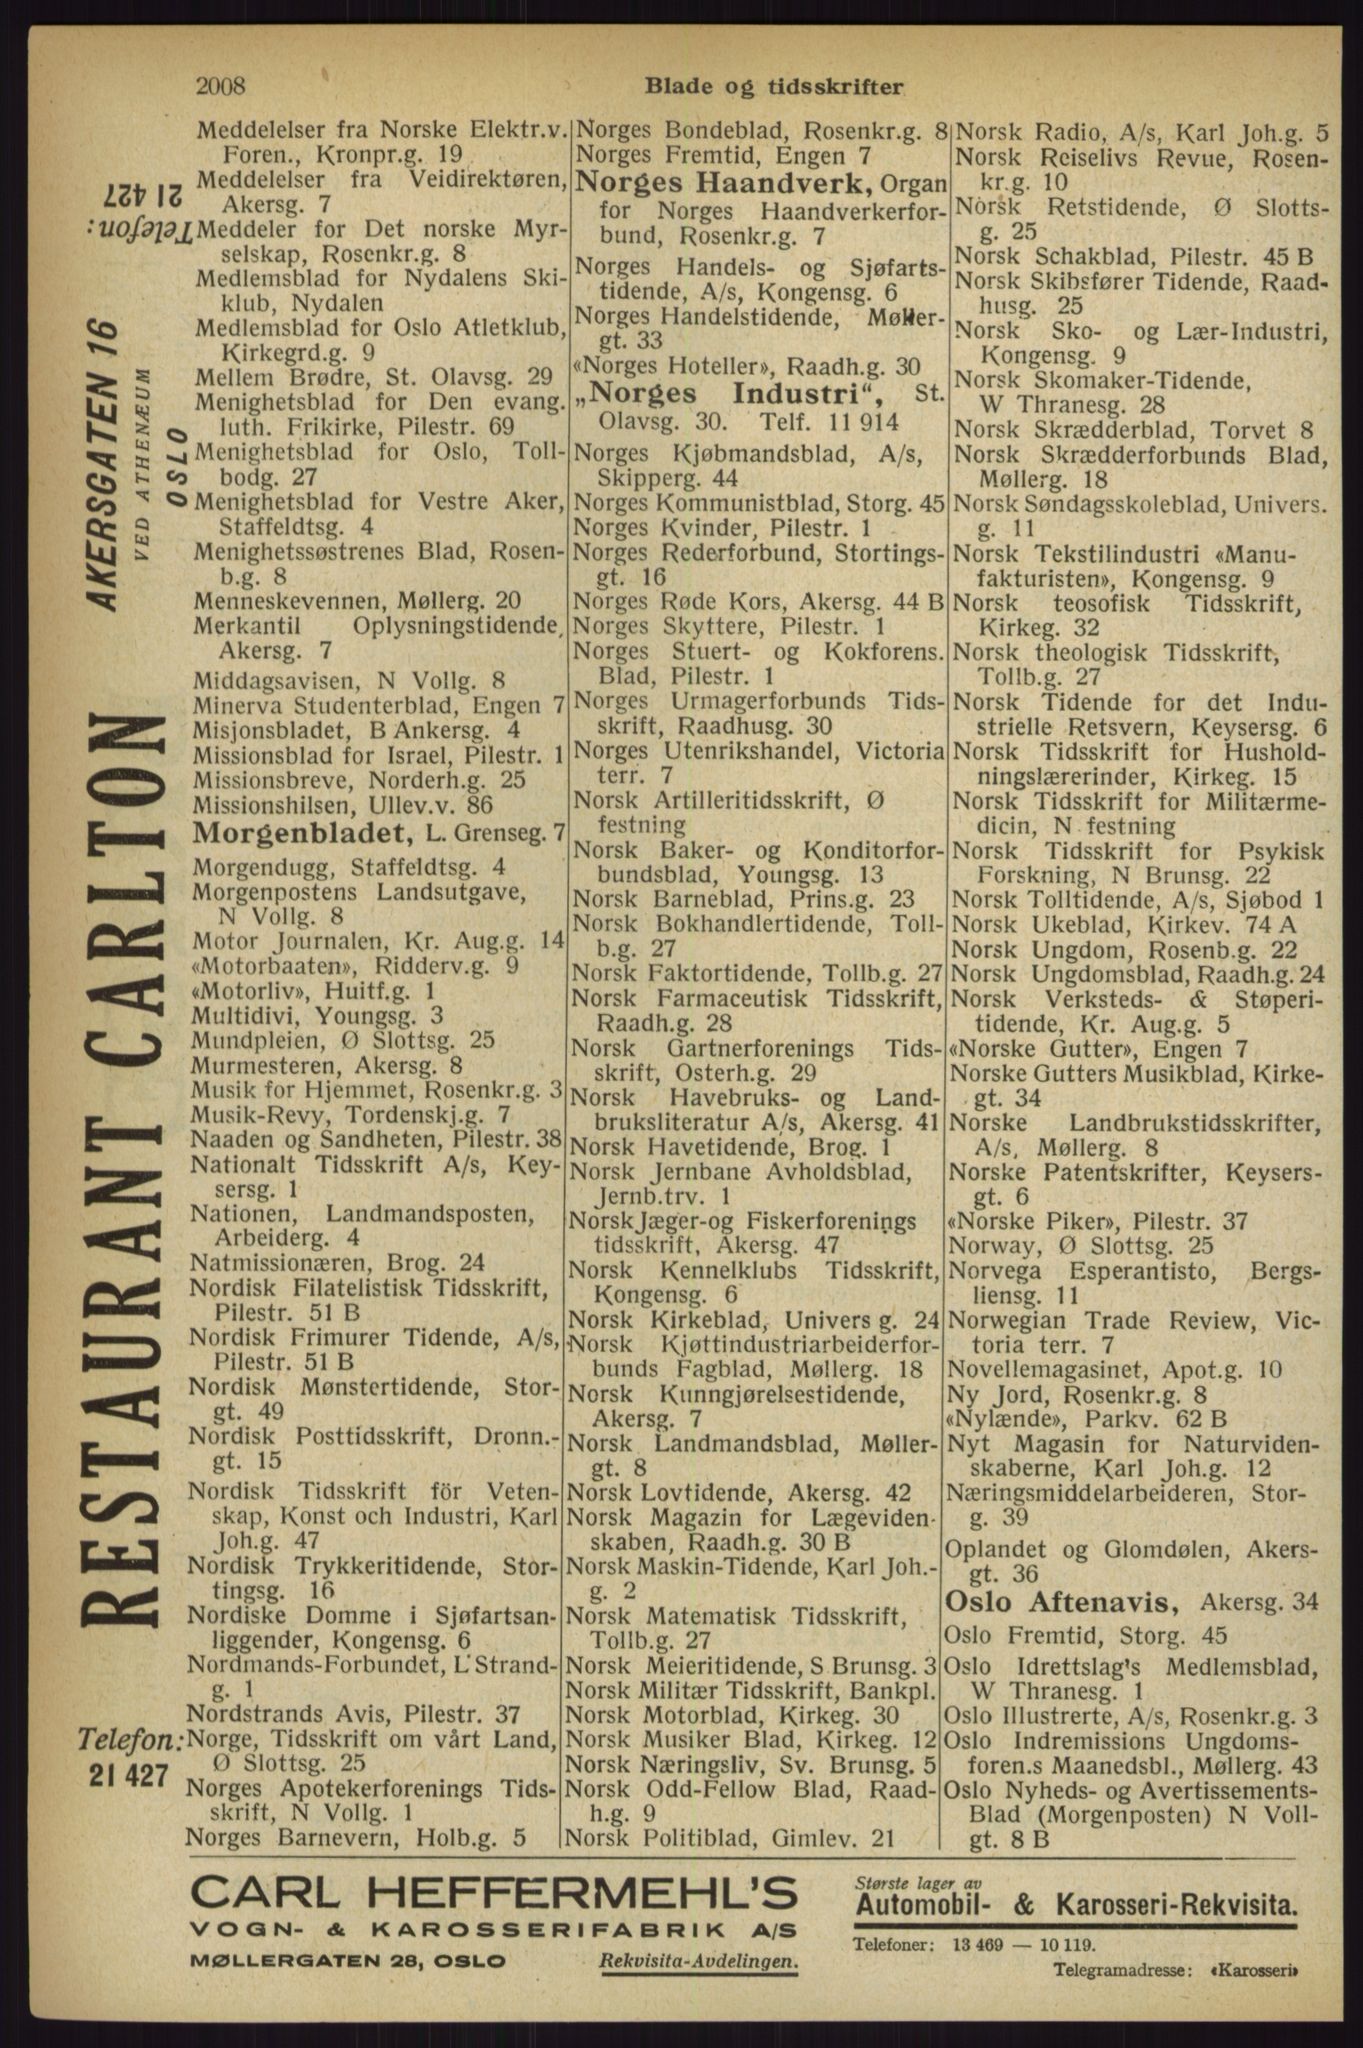 2008
Blade og tidsskrifter
Meddelelser fra Norske Elektr.v.
Foren., Kronpr.g. 19
Meddelelser fra Veidirektøren,
Akersg. 7
Meddeler for Det norske Myr-
selskap, Rosenkr.g. 8
Medlemsblad for Nydalens Ski-
klub, Nydalen
Medlemsblad for Oslo Atletklub,
Kirkegrd.g. 9
Mellem Brødre, St. Olavsg. 29
Menighetsblad for Den evang.
luth. Frikirke, Pilestr. 69
Menighetsblad for Oslo, Toll-
bodg. 27
Menighetsblad for Vestre Aker,
Staffeldtsg. 4
Menighetssøstrenes Blad, Rosen-
b.g. 8
Menneskevennen, Møllerg. 20
Merkantil Oplysningstidende,
Akersg. 7
Middagsavisen, N Vollg. 8
Minerva Studenterblad, Engen 7
Misjonsbladet, B Ankersg. 4
Missionsblad for Israel, Pilestr. 1
Missionsbreve, Norderh.g. 25
Missionshilsen, Ullev.v. 86
Morgenbladet, L. Grenseg. 7
Morgendugg, Staffeldtsg. 4
Morgenpostens Landsutgave,
N Vollg. 8
Motor Journalen, Kr. Aug.g. 14
«Motorbaaten», Ridderv.g. 9
«Motorliv», Huitf.g. 1
Multidivi, Youngsg. 3
Mundpleien, Ø Slottsg. 25
Murmesteren, Akersg. 8
Musik for Hjemmet, Rosenkr.g. 3
Musik-Revy, Tordenskj.g. 7
Naaden og Sandheten, Pilestr. 38
Nationalt Tidsskrift A/s, Key-
sersg. 1
Nationen, Landmandsposten,
Arbeiderg. 4
Natmissionæren, Brog. 24
Nordisk Filatelistisk Tidsskrift,
Pilestr. 51 B
Nordisk Frimurer Tidende, A/s,
Pilestr. 51 B
Nordisk Mønstertidende, Stor-
gt. 49
Nordisk Posttidsskrift, Dronn.-
gt. 15
Nordisk Tidsskrift för Veten-
skap, Konst och Industri, Karl
Joh.g. 47
Nordisk Trykkeritidende, Stor-
tingsg. 16
Nordiske Domme i Sjøfartsan-
liggender, Kongensg. 6
Nordmands-Forbundet, L Strand-
g. 1
Nordstrands Avis, Pilestr. 37
Norge, Tidsskrift om vårt Land,
Ø Slottsg. 25
Norges Apotekerforenings Tids-
skrift, N Vollg. 1
Norges Barnevern, Holb.g. 5
Norges Bondeblad, Rosenkr.g. 8
Norges Fremtid, Engen 7
Norges Haandverk, Organ
for Norges Haandverkerfor-
bund, Rosenkr.g. 7
Norges Handels- og Sjøfarts-
tidende, A/s, Kongensg. 6
Norges Handelstidende, Møller-
gt. 33
«Norges Hoteller», Raadh.g. 30
„Norges Industri“, St.
Olavsg. 30. Telf. 11 914
Norges Kjøbmandsblad, A/s,
Skipperg. 44
Norges Kommunistblad, Storg. 45
Norges Kvinder, Pilestr. 1
Norges Rederforbund, Stortings-
gt. 16
Norges Røde Kors, Akersg. 44 B
Norges Skyttere, Pilestr. 1
Norges Stuert- og Kokforens.
Blad, Pilestr. 1
Norges Urmagerforbunds Tids-
skrift, Raadhusg. 30
Norges Utenrikshandel, Victoria
terr. 7
Norsk Artilleritidsskrift, Ø
festning
Norsk Baker- og Konditorfor-
bundsblad, Youngsg. 13
Norsk Barneblad, Prins.g. 23
Norsk Bokhandlertidende, Toll-
b.g. 27
Norsk Faktortidende, Tollb.g. 27
Norsk Farmaceutisk Tidsskrift,
Raadh.g. 28
Norsk Gartnerforenings Tids-
skrift, Osterh.g. 29
Norsk Havebruks- og Land-
bruksliteratur A/s, Akersg. 41
Norsk Havetidende, Brog. 1
Norsk Jernbane Avholdsblad,
Jernb.trv. 1
Norsk Jæger-og Fiskerforenings
tidsskrift, Akersg. 47
Norsk Kennelklubs Tidsskrift,
Kongensg. 6
Norsk Kirkeblad, Univers g. 24
Norsk Kjøttindustriarbeiderfor-
bunds Fagblad, Møllerg. 18
Norsk Kunngjørelsestidende,
Akersg. 7
Norsk Landmandsblad, Møller-
gt. 8
Norsk Lovtidende, Akersg. 42
Norsk Magazin for Lægeviden-
skaben, Raadh.g. 30 B
Norsk Maskin-Tidende, Karl Joh.-
g. 2
Norsk Matematisk Tidsskrift,
Tollb.g. 27
Norsk Meieritidende, S Brunsg. 3
Norsk Militær Tidsskrift, Bankpl.
Norsk Motorblad, Kirkeg. 30
Norsk Musiker Blad, Kirkeg. 12
Norsk Næringsliv, Sv. Brunsg. 5
Norsk Odd-Fellow Blad, Raad-
h.g. 9
Norsk Politiblad, Gimlev. 21
Norsk Radio, A/s, Karl Joh.g. 5
Norsk Reiselivs Revue, Rosen-
kr.g. 10
Norsk Retstidende, Ø Slotts-
g. 25
Norsk Schakblad, Pilestr. 45 B
Norsk Skibsfører Tidende, Raad-
husg. 25
Norsk Sko- og Lær-Industri,
Kongensg. 9
Norsk Skomaker-Tidende,
W Thranesg. 28
Norsk Skrædderblad, Torvet 8
Norsk Skrædderforbunds Blad,
Møllerg. 18
Norsk Søndagsskoleblad, Univers.
g. 11
Norsk Tekstilindustri «Manu-
fakturisten», Kongensg. 9
Norsk teosofisk Tidsskrift,
Kirkeg. 32
Norsk theologisk Tidsskrift,
Tollb.g. 27
Norsk Tidende for det Indu-
strielle Retsvern, Keysersg. 6
Norsk Tidsskrift for Hushold-
ningslærerinder, Kirkeg. 15
Norsk Tidsskrift for Militærme-
dicin, N festning
Norsk Tidsskrift for Psykisk
Forskning, N Brunsg. 22
Norsk Tolltidende, A/s, Sjøbod 1
Norsk Ukeblad, Kirkev. 74 A
Norsk Ungdom, Rosenb.g. 22
Norsk Ungdomsblad, Raadh.g. 24
Norsk Verksteds- & Støperi-
tidende, Kr. Aug.g. 5
«Norske Gutter», Engen 7
Norske Gutters Musikblad, Kirke-
gt. 34
Norske Landbrukstidsskrifter,
A/s, Møllerg. 8
Norske Patentskrifter, Keysers-
gt. 6
«Norske Piker», Pilestr. 37
Norway, Ø Slottsg. 25
Norvega Esperantisto, Bergs-
liensg. 11
Norwegian Trade Review, Vic-
toria terr. 7
Novellemagasinet, Apot.g. 10
Ny Jord, Rosenkr.g. 8
«Nylænde», Parkv. 62 B
Nyt Magasin for Naturviden-
skaberne, Karl Joh.g. 12
Næringsmiddelarbeideren, Stor-
g. 39
Oplandet og Glomdølen, Akers-
gt. 36
Oslo Aftenavis, Akersg. 34
Oslo Fremtid, Storg. 45
Oslo Idrettslag's Medlemsblad,
W Thranesg. 1
Oslo Illustrerte, A/s, Rosenkr.g. 3
Oslo Indremissions Ungdoms-
foren.s Maanedsbl., Møllerg. 43
Oslo Nyheds- og Avertissements-
Blad (Morgenposten) N Voll-
gt. 8 B
RESTAURANT CARLTON
AKERSGATEN 16
VED ATHENÆUM
OSLO
Telefon:
21 427
Telefon:
21 427
CARL HEFFERMEHL'S
VOGN- & KAROSSERIFABRIK A/S
MØLLERGATEN 28, OSLO
Rekvisita-Avdelingen.
Største lager av
Automobil- & Karosseri-Rekvisita.
Telefoner: 13 469 — 10 119.
Telegramadresse: «Karosseri»